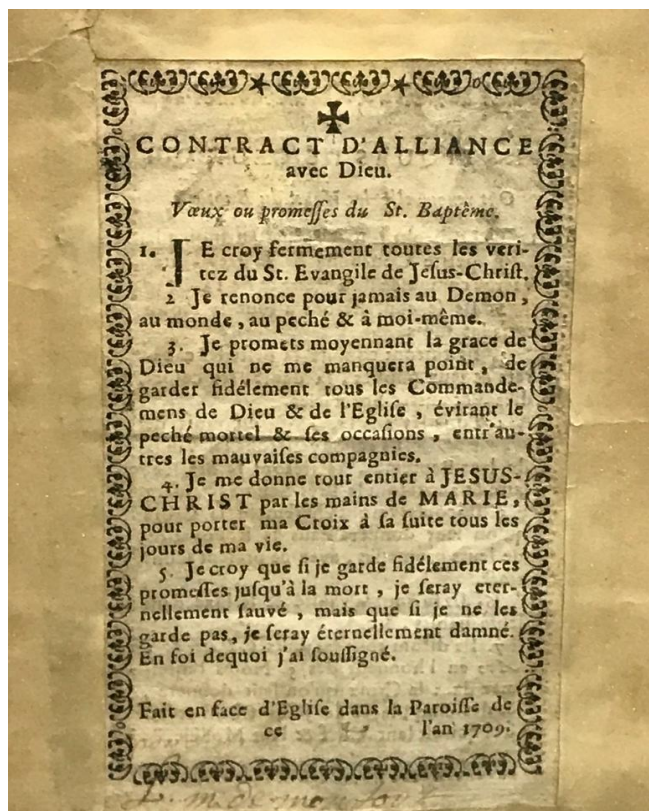 CONTRACT D'ALLIANCE
avec Dieu.
Vœux ou promesses du St. Baptême.
1. JE croy fermement toutes les veri-
tez du St. Evangile de Jesus-Christ.
2 Je renonce pour jamais au Demon,
au monde, au peché & à moi-même.
3. Je promets moyennant la grace de
Dieu qui ne me manquera point, de
garder fidélement tous les Commande-
mens de Dieu & de l'Eglise, évitant le
peché mortel & ses occasions, entr'au-
tres les mauvaises compagnies.
4. Je me donne tout entier à JESUS-
CHRIST par les mains de MARIE,
pour porter ma Croix à sa suite tous les
jours de ma vie.
5. Je croy que si je garde fidélement ces
promesses jusqu'à la mort, je seray eter-
nellement sauvé, mais que si je ne les
garde pas, je seray éternellement damné.
En foi dequoi j'ai soussigné.
Fait en face d'Eglise dans la Paroisse de
ce l'an 1709.